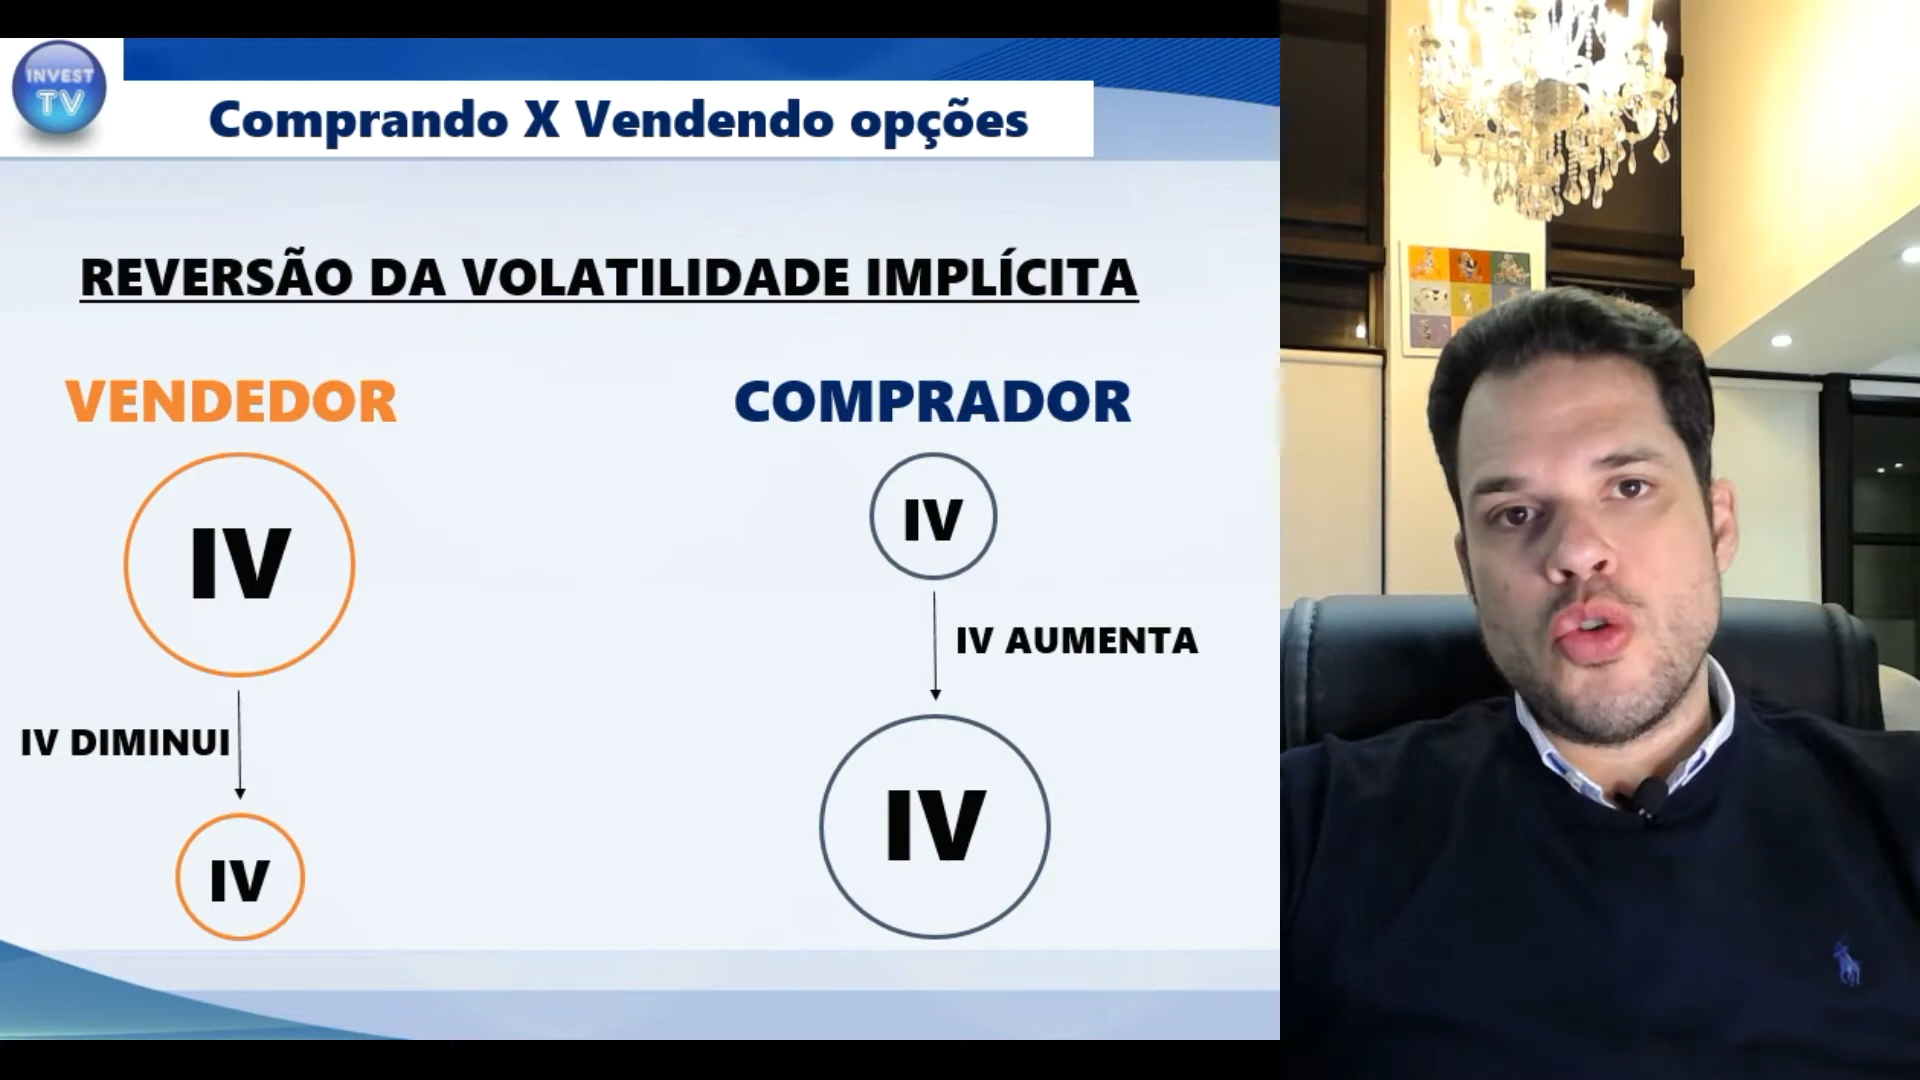 INVEST
TV
Comprando X Vendendo opções
REVERSÃO DA VOLATILIDADE IMPLÍCITA
VENDEDOR
COMPRADOR
IV
IV
IV AUMENTA
IV DIMINUI
IV
IV